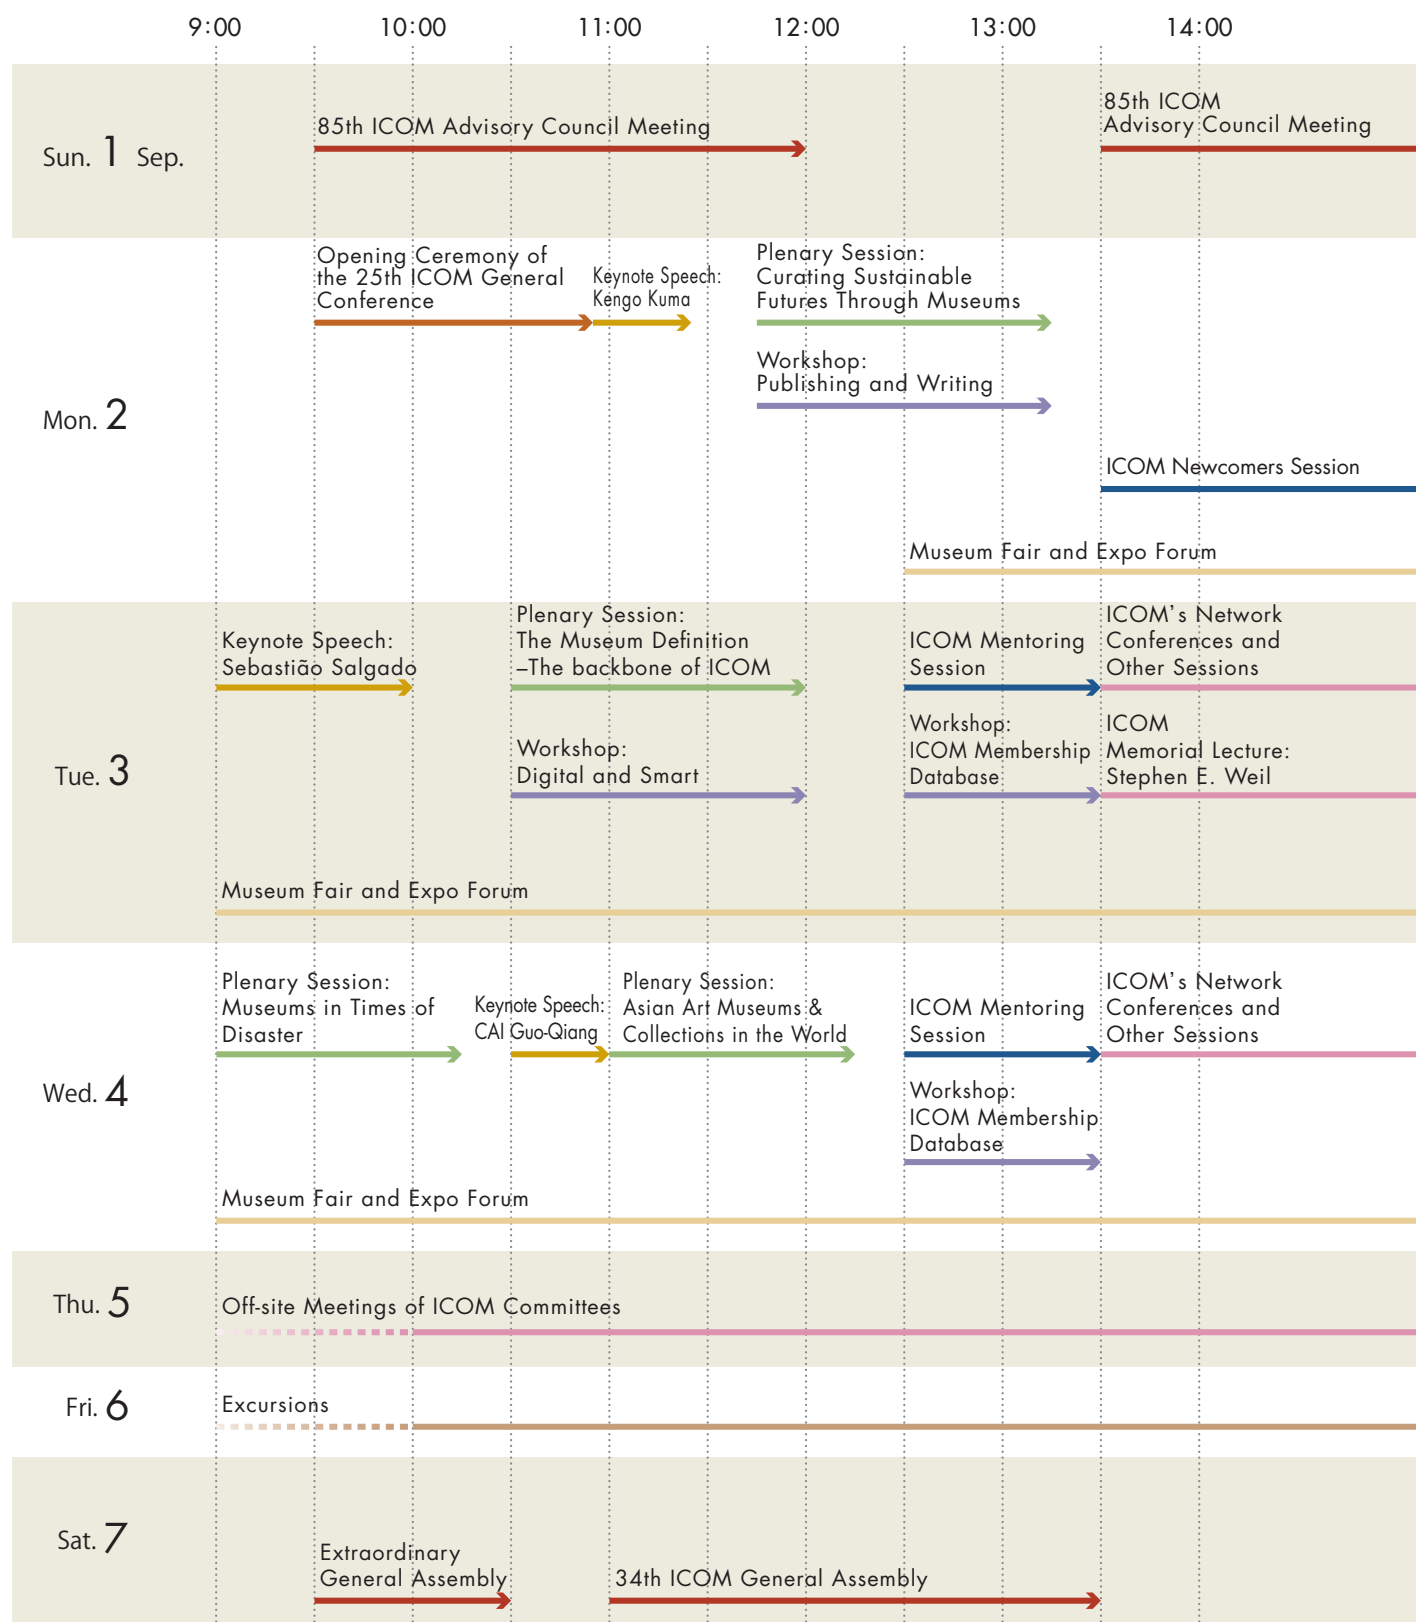 9:00 10:00 11:00 12:00 13:00 14:00
Sun. 1 Sep.
85th ICOM Advisory Council Meeting
85th ICOM
Advisory Council Meeting
Mon. 2
Opening Ceremony of
the 25th ICOM General
Conference
Keynote Speech:
Kengo Kuma
Plenary Session:
Curating Sustainable
Futures Through Museums
Workshop:
Publishing and Writing
ICOM Newcomers Session
Museum Fair and Expo Forum
Tue. 3
Keynote Speech:
Sebastião Salgado
Plenary Session:
The Museum Definition
–The backbone of ICOM
ICOM Mentoring
Session
ICOM's Network
Conferences and
Other Sessions
Workshop:
Digital and Smart
Workshop:
ICOM Membership
Database
ICOM
Memorial Lecture:
Stephen E. Weil
Museum Fair and Expo Forum
Wed. 4
Plenary Session:
Museums in Times of
Disaster
Keynote Speech:
CAI Guo-Qiang
Plenary Session:
Asian Art Museums &
Collections in the World
ICOM Mentoring
Session
ICOM's Network
Conferences and
Other Sessions
Workshop:
ICOM Membership
Database
Museum Fair and Expo Forum
Thu. 5
Off-site Meetings of ICOM Committees
Fri. 6
Excursions
Sat. 7
Extraordinary
General Assembly
34th ICOM General Assembly